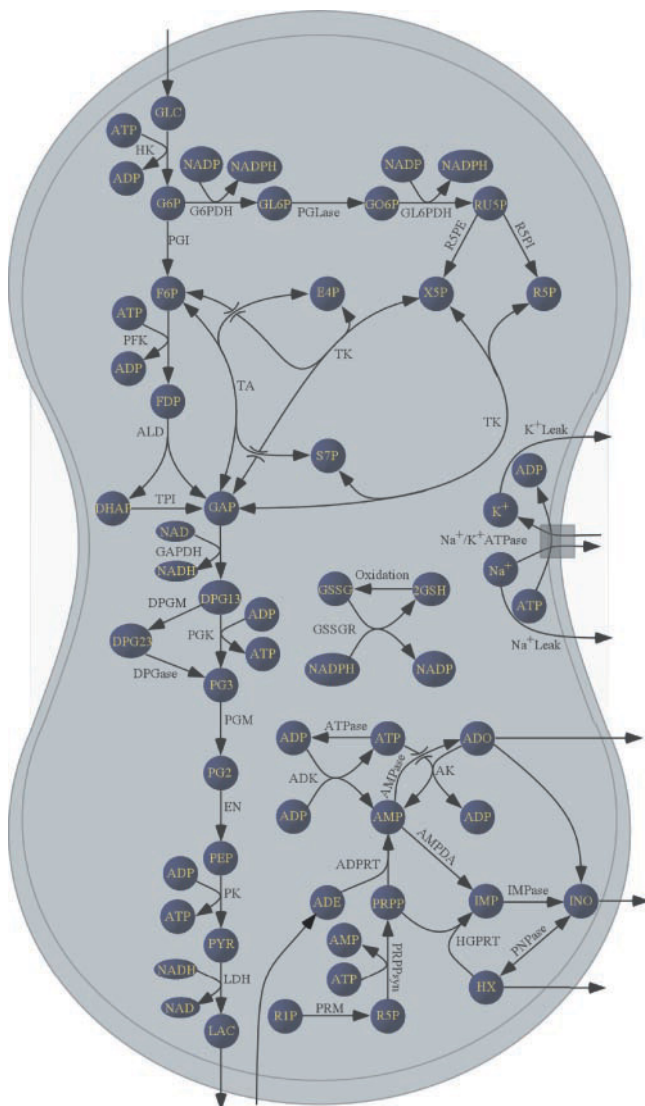 GLC
ATP
HK
ADP
NADP
NADPH
NADP
NADPH
G6P
G6PDH
GL6P
PGLase
GO6P
GL6PDH
RU5P
PGI
R5PE
R5PI
F6P
E4P
X5P
R5P
ATP
PFK
TK
ADP
TA
FDP
ALD
TK
K+Leak
S7P
ADP
DHAP
TPI
GAP
K+
NAD
GAPDH
NADH
Na+/K+ATPase
Oxidation
Na+
DPG13
GSSG
2GSH
DPGM
ADP
ATP
DPG23
PGK
GSSGR
Na+Leak
ATP
DPGase
PG3
NADPH
NADP
PGM
ADP
ATPase
ATP
ADO
AMPase
AK
PG2
ADK
EN
ADP
AMP
ADP
PEP
ADPRT
AMPDA
ADP
PK
ATP
ADE
PRPP
IMP
IMPase
INO
PYR
AMP
HGPRT
PNPase
NADH
LDH
ATP
PRPPsyn
HX
NAD
LAC
R1P
PRM
R5P